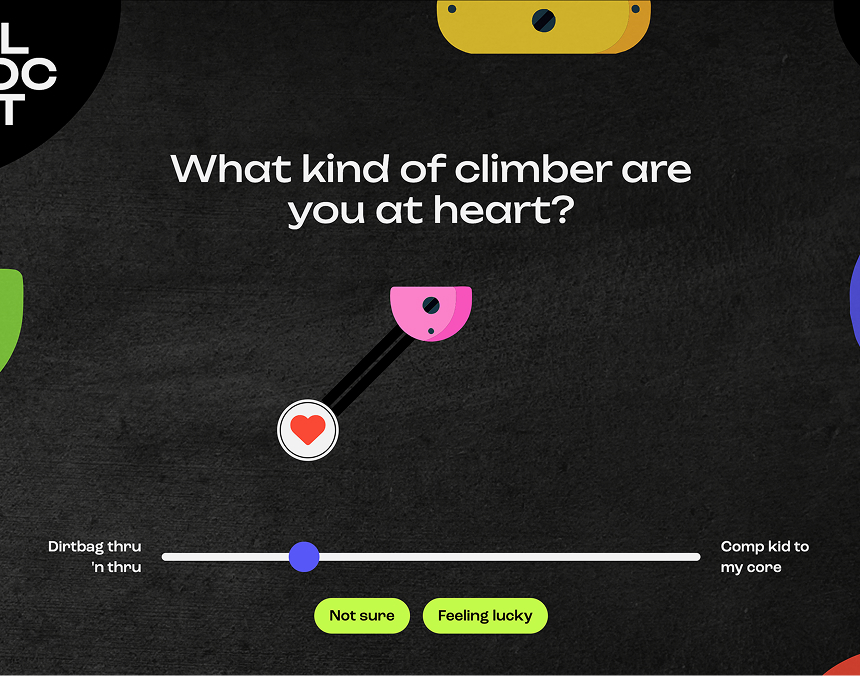 L
OC
T
What kind of climber are
you at heart?
Dirtbag thru
'n thru
Comp kid to
my core
Not sure
Feeling lucky